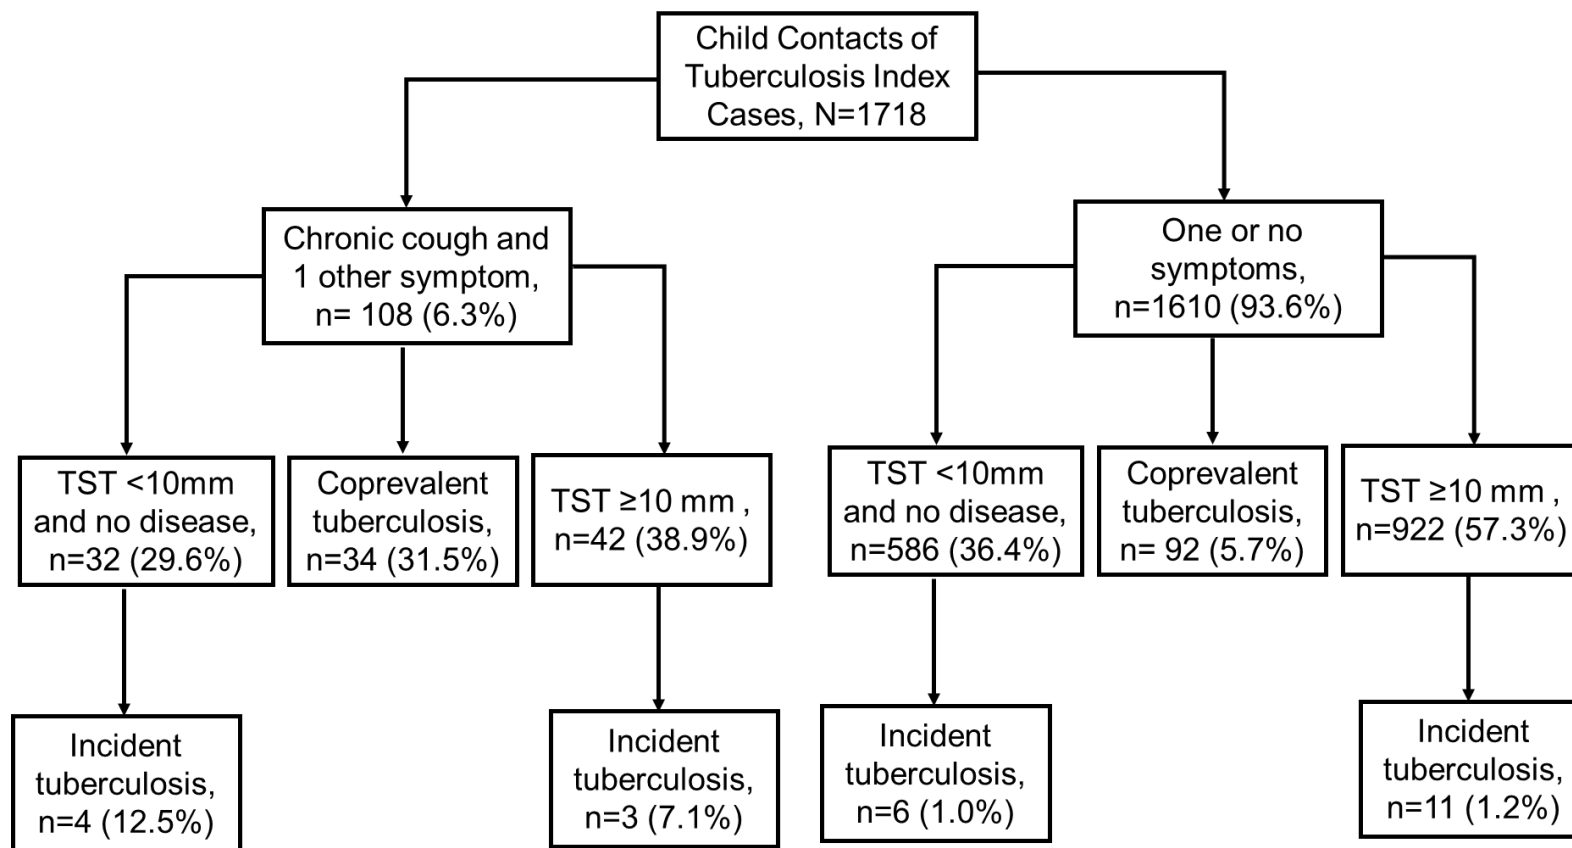 Child Contacts of
Tuberculosis Index
Cases, N=1718
Chronic cough and
1 other symptom,
n= 108 (6.3%)
One or no
symptoms,
n=1610 (93.6%)
TST <10mm
and no disease,
n=32 (29.6%)
Coprevalent
tuberculosis,
n=34 (31.5%)
TST ≥10 mm ,
n=42 (38.9%)
TST <10mm
and no disease,
n=586 (36.4%)
Coprevalent
tuberculosis,
n= 92 (5.7%)
TST ≥10 mm ,
n=922 (57.3%)
Incident
tuberculosis,
n=4 (12.5%)
Incident
tuberculosis,
n=3 (7.1%)
Incident
tuberculosis,
n=6 (1.0%)
Incident
tuberculosis,
n=11 (1.2%)